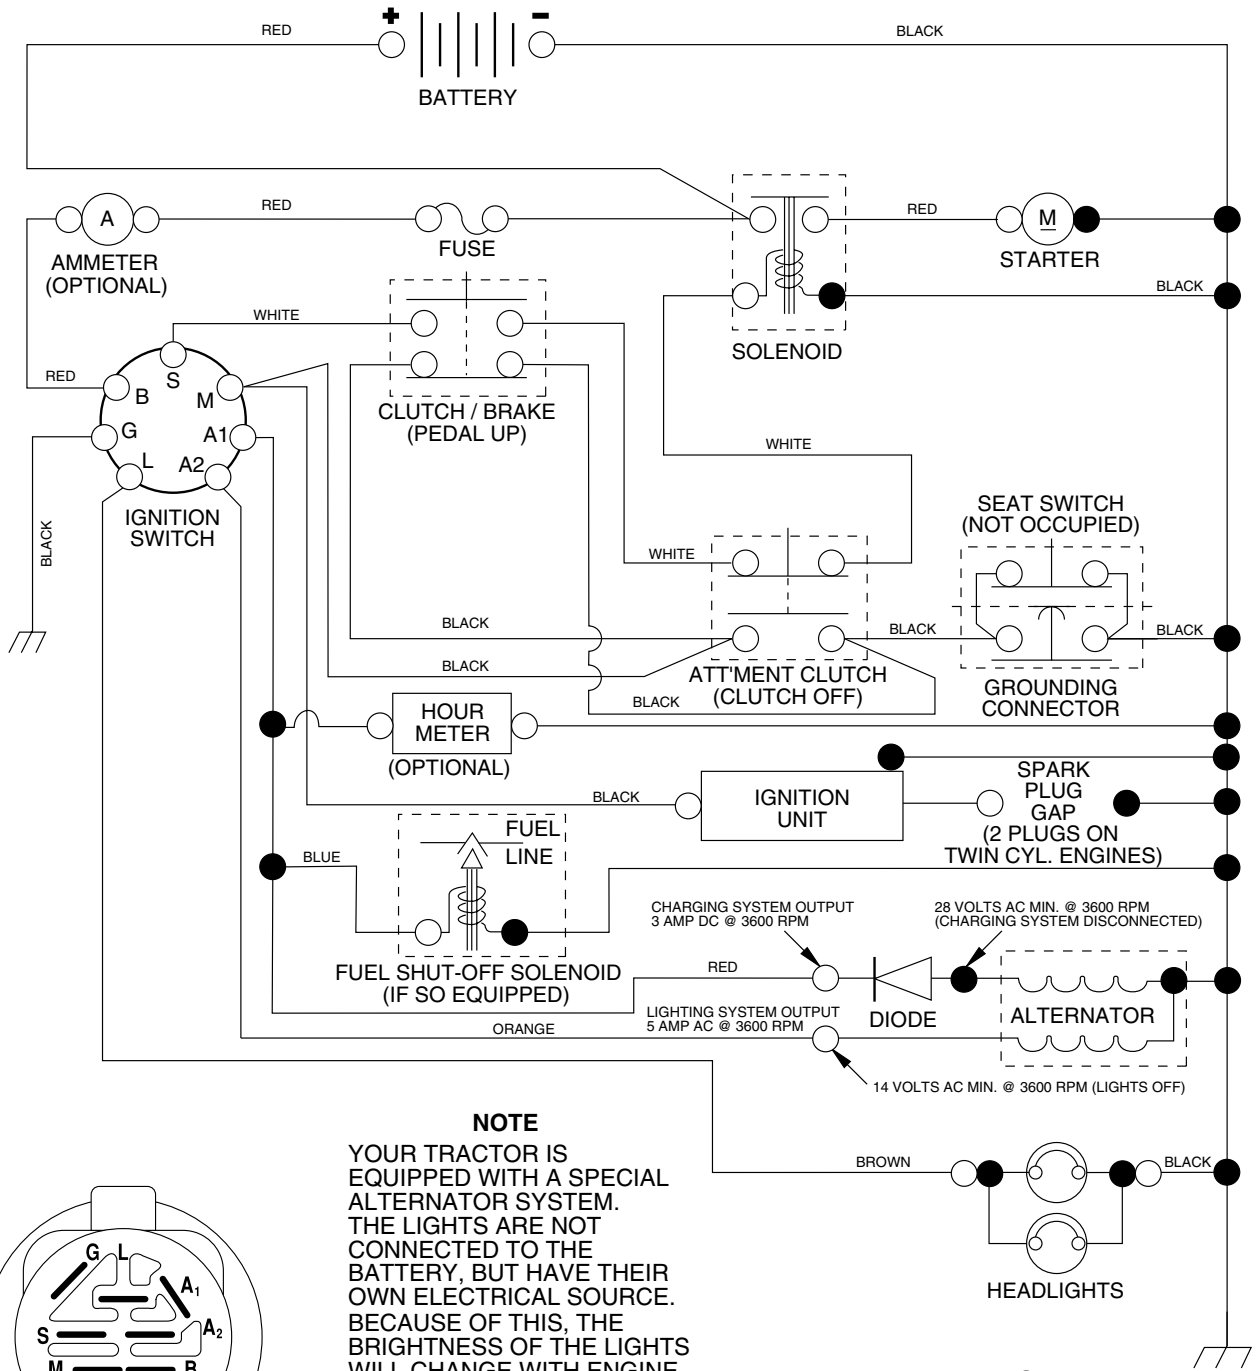 + −
RED
BLACK
BATTERY
A
RED
RED
M
AMMETER
(OPTIONAL)
FUSE
STARTER
BLACK
WHITE
SOLENOID
RED
S
B
M
G
A1
L
A2
CLUTCH / BRAKE
(PEDAL UP)
WHITE
IGNITION
SWITCH
BLACK
SEAT SWITCH
(NOT OCCUPIED)
WHITE
BLACK
BLACK
BLACK
BLACK
BLACK
ATT'MENT CLUTCH
(CLUTCH OFF)
GROUNDING
CONNECTOR
HOUR
METER
(OPTIONAL)
BLACK
IGNITION
UNIT
SPARK
PLUG
GAP
(2 PLUGS ON
TWIN CYL. ENGINES)
FUEL
LINE
BLUE
FUEL SHUT-OFF SOLENOID
(IF SO EQUIPPED)
CHARGING SYSTEM OUTPUT
3 AMP DC @ 3600 RPM
28 VOLTS AC MIN. @ 3600 RPM
(CHARGING SYSTEM DISCONNECTED)
RED
LIGHTING SYSTEM OUTPUT
5 AMP AC @ 3600 RPM
DIODE
ALTERNATOR
ORANGE
14 VOLTS AC MIN. @ 3600 RPM (LIGHTS OFF)
BROWN
BLACK
HEADLIGHTS
NOTE
YOUR TRACTOR IS
EQUIPPED WITH A SPECIAL
ALTERNATOR SYSTEM.
THE LIGHTS ARE NOT
CONNECTED TO THE
BATTERY, BUT HAVE THEIR
OWN ELECTRICAL SOURCE.
BECAUSE OF THIS, THE
BRIGHTNESS OF THE LIGHTS
WILL CHANGE WITH ENGINE
G L
A1
A2
S
M B